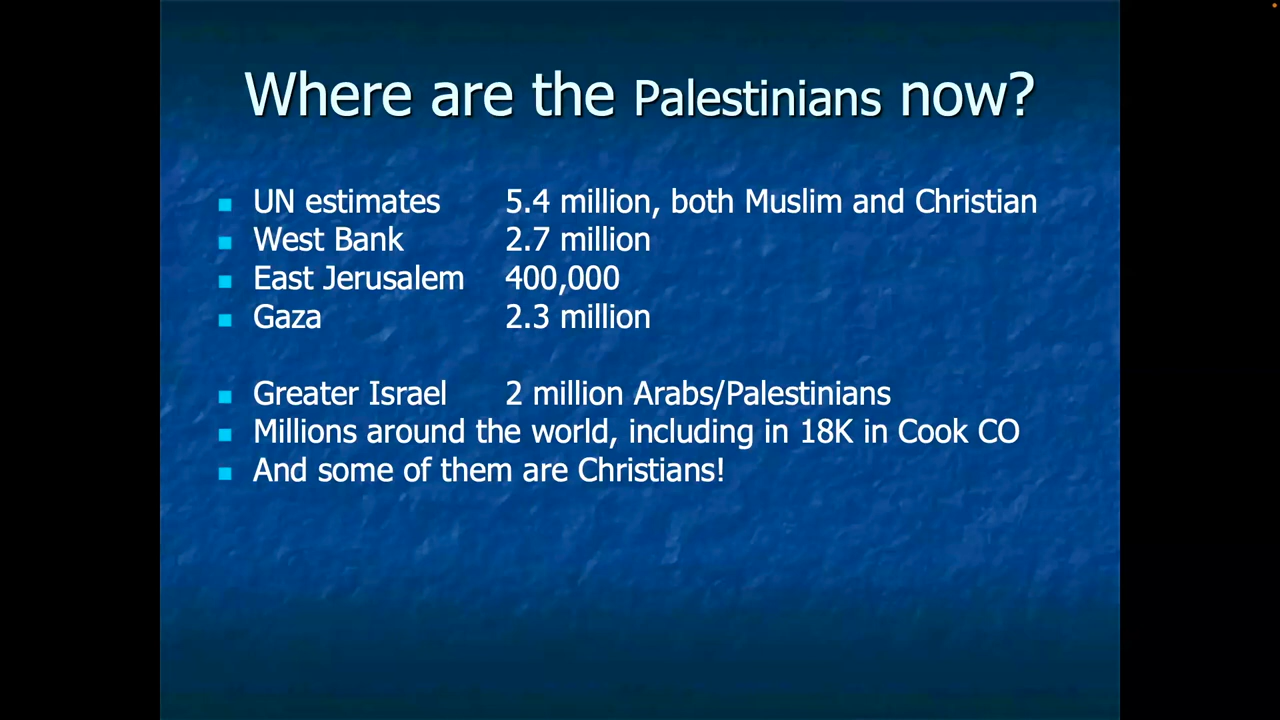 Where are the Palestinians now?
UN estimates 5.4 million, both Muslim and Christian
West Bank 2.7 million
East Jerusalem 400,000
Gaza 2.3 million
Greater Israel 2 million Arabs/Palestinians
Millions around the world, including in 18K in Cook CO
And some of them are Christians!